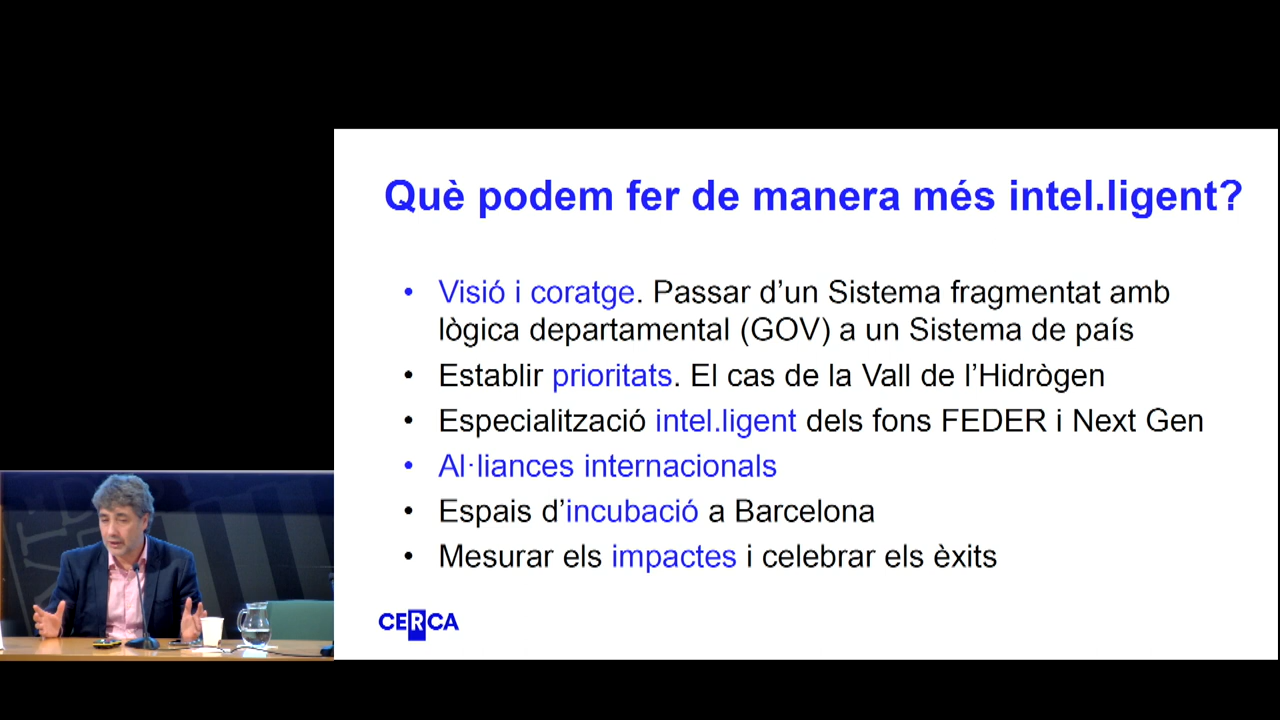 Què podem fer de manera més intel.ligent?
• Visió i coratge. Passar d’un Sistema fragmentat amb
lògica departamental (GOV) a un Sistema de país
• Establir prioritats. El cas de la Vall de l’Hidrògen
• Especialització intel.ligent dels fons FEDER i Next Gen
• Al·liances internacionals
• Espais d’incubació a Barcelona
• Mesurar els impactes i celebrar els èxits
CERCA